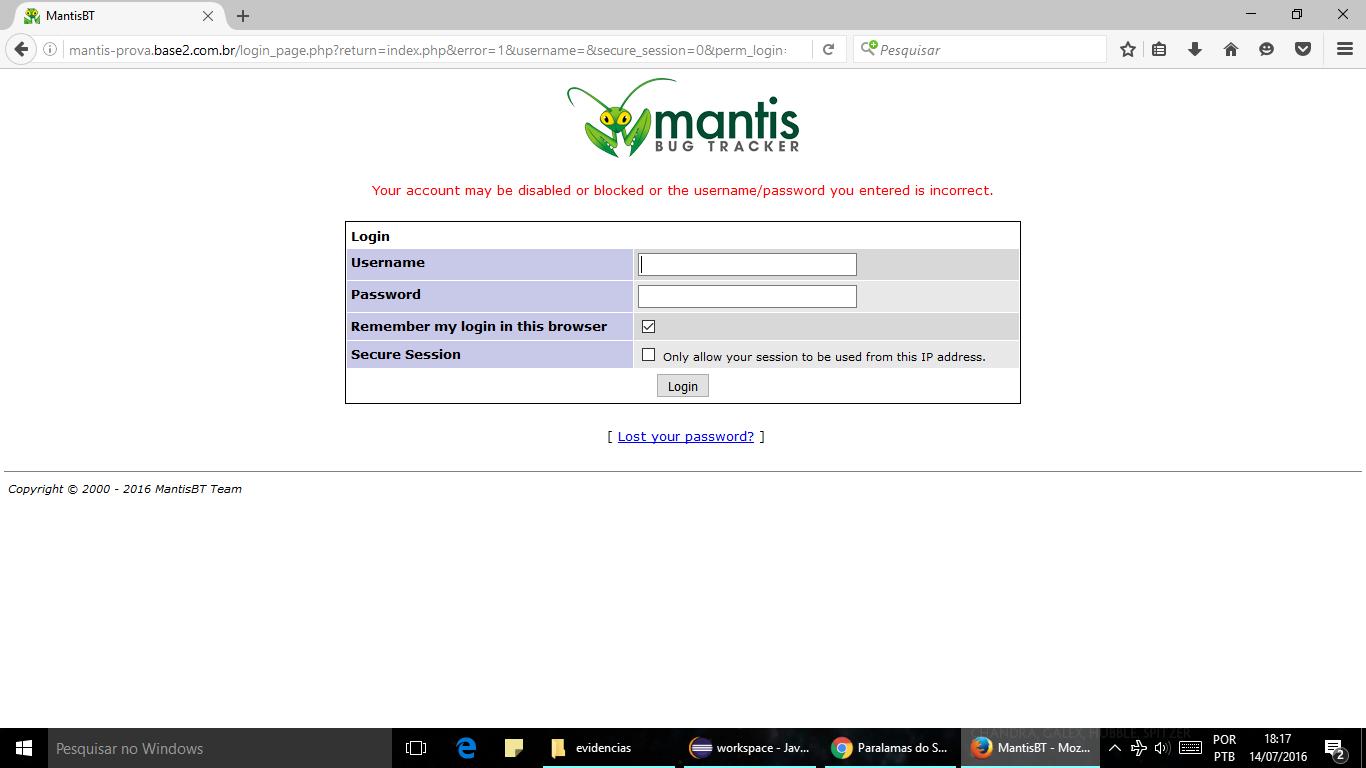 MantisBT
mantis-prova.base2.com.br/login_page.php?return=index.php&error=1&username=&secure_session=0&perm_login:
Pesquisar
mantis
BUG TRACKER
Your account may be disabled or blocked or the username/password you entered is incorrect.
Login
Username
Password
Remember my login in this browser
Secure Session
Only allow your session to be used from this IP address.
Login
[ Lost your password? ]
Copyright © 2000 - 2016 MantisBT Team
CHANDRA, GALEX, HUBBLE, SPITZER
Pesquisar no Windows
evidencias
workspace - Jav...
Paralamas do S...
MantisBT - Moz...
POR
PTB
18:17
14/07/2016
2